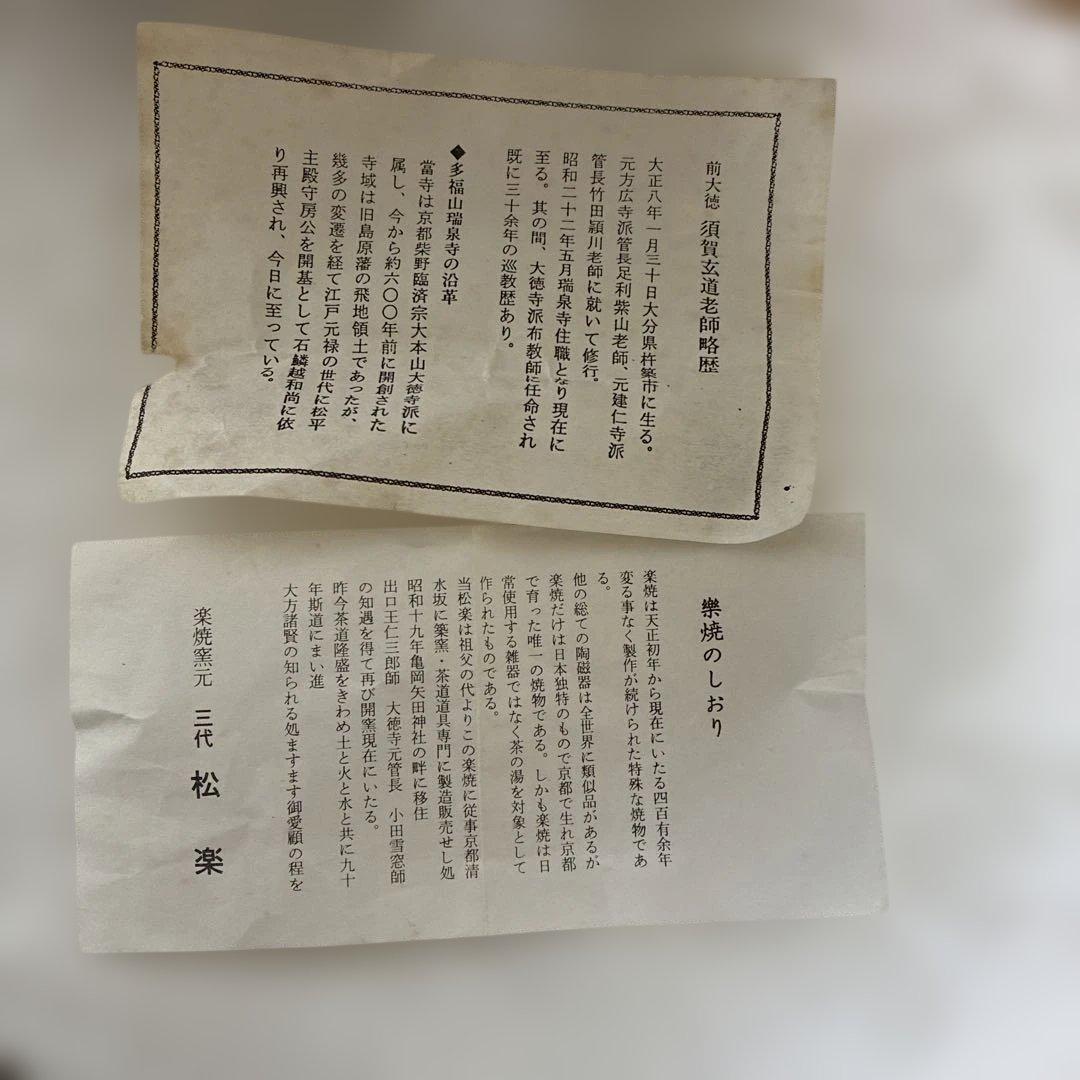 前大徳 須賀玄道老師略歴
大正八年一月三十日大分県杵築市に生る。
元方広寺派管長足利紫山老師、元建仁寺派
管長竹田頴川老師に就いて修行。
昭和二十二年五月瑞泉寺住職となり現在に
至る。其の間、大徳寺派布教師に任命され
既に三十余年の巡教歴あり。
◆多福山瑞泉寺の沿革
當寺は京都柴野臨済宗大本山大徳寺派に
属し、今から約六〇〇年前に開創された
寺域は旧島原藩の飛地領土であったが、
幾多の変遷を経て江戸元禄の世代に松平
主殿守房公を開基として石鱗越和尚に依
り再興され、今日に至っている。
樂焼のしおり
楽焼は天正初年から現在にいたる四百有余年
変る事なく製作が続けられた特殊な焼物であ
る。
他の総ての陶磁器は全世界に類似品があるが
楽焼だけは日本独特のもので京都で生れ京都
で育った唯一の焼物である。しかも楽焼は日
常使用する雑器ではなく茶の湯を対象として
作られたものである。
当松楽は祖父の代よりこの楽焼に従事京都清
水坂に築窯・茶道道具専門に製造販売せし処
昭和十九年亀岡矢田神社の畔に移住
出口王仁三郎師 大徳寺元管長 小田雪窓師
の知遇を得て再び開窯現在にいたる。
昨今茶道隆盛をきわめ土と火と水と共に九十
年斯道にまい進
大方諸賢の知られる処ますます御愛顧の程を
楽焼窯元 三代 松楽